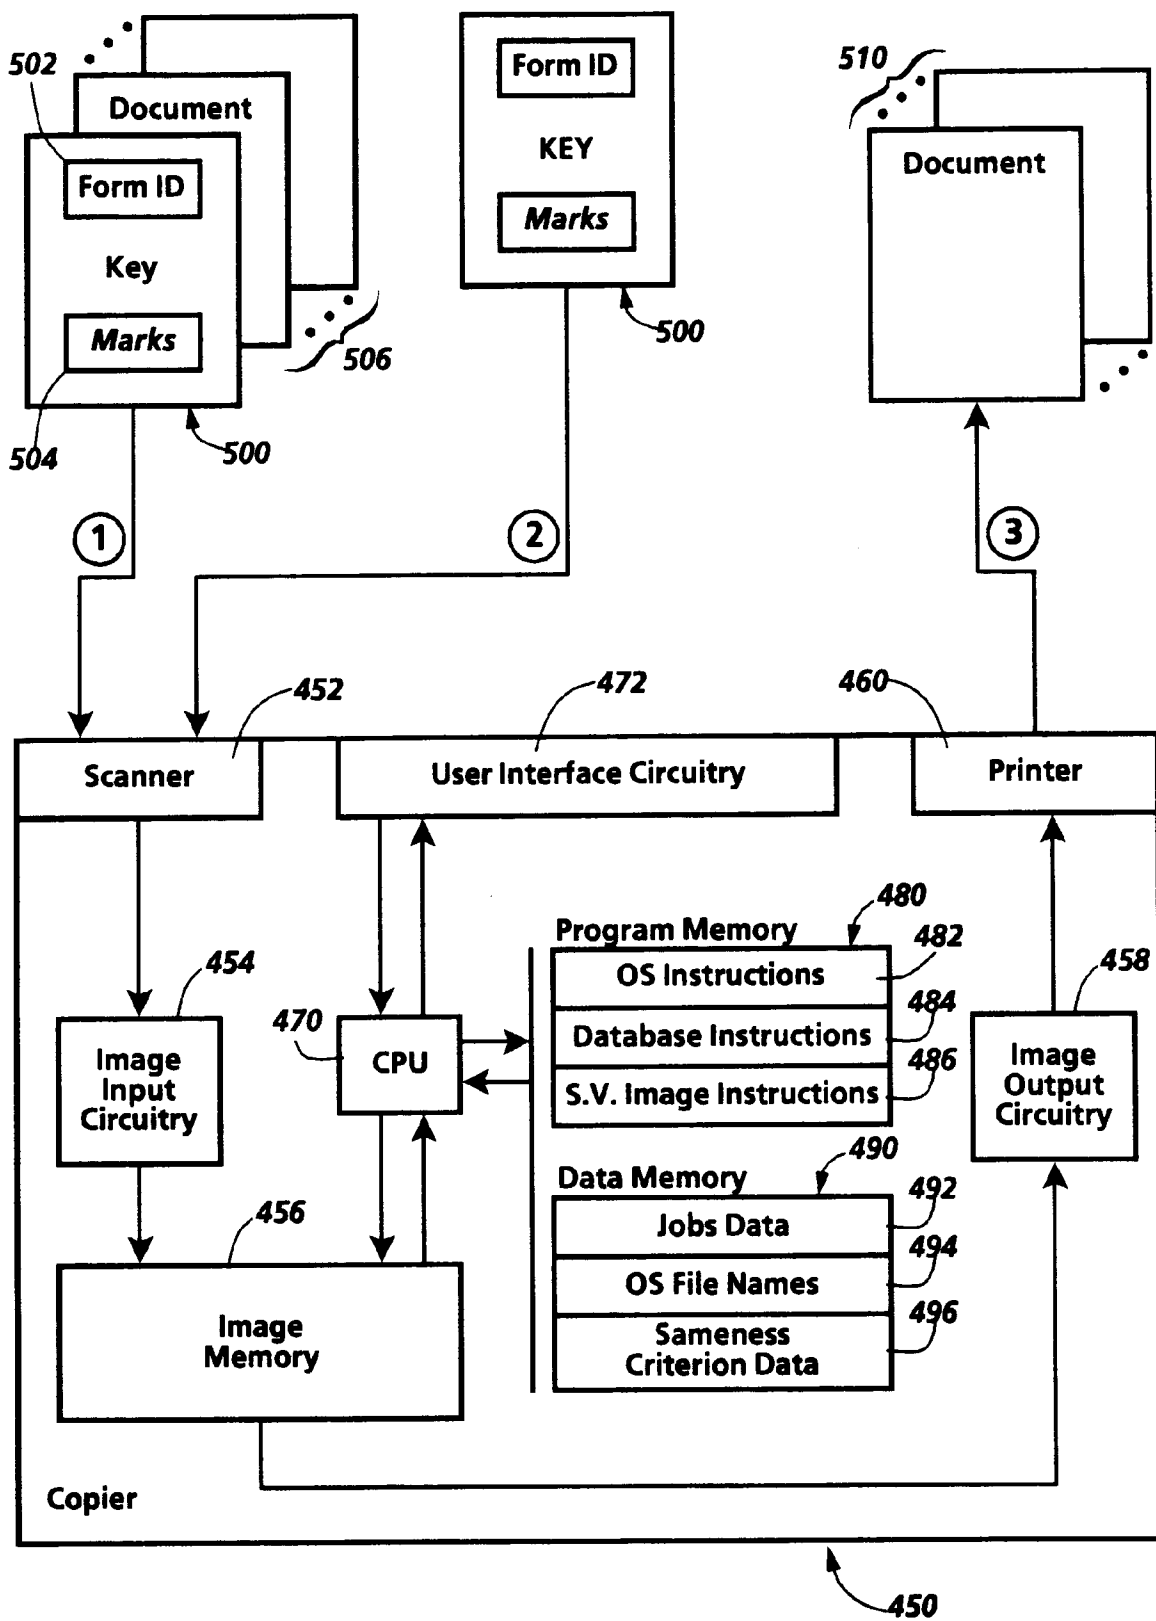 502
Document
Form ID
Key
Marks
504
500
506
Form ID
KEY
Marks
500
510
Document
1
2
3
452
472
460
Scanner
User Interface Circuitry
Printer
454
470
480
Program Memory
482
OS Instructions
484
Database Instructions
486
S.V. Image Instructions
458
Image
Input
Circuitry
CPU
Image
Output
Circuitry
490
Data Memory
492
Jobs Data
494
OS File Names
496
Sameness
Criterion Data
456
Image
Memory
Copier
450